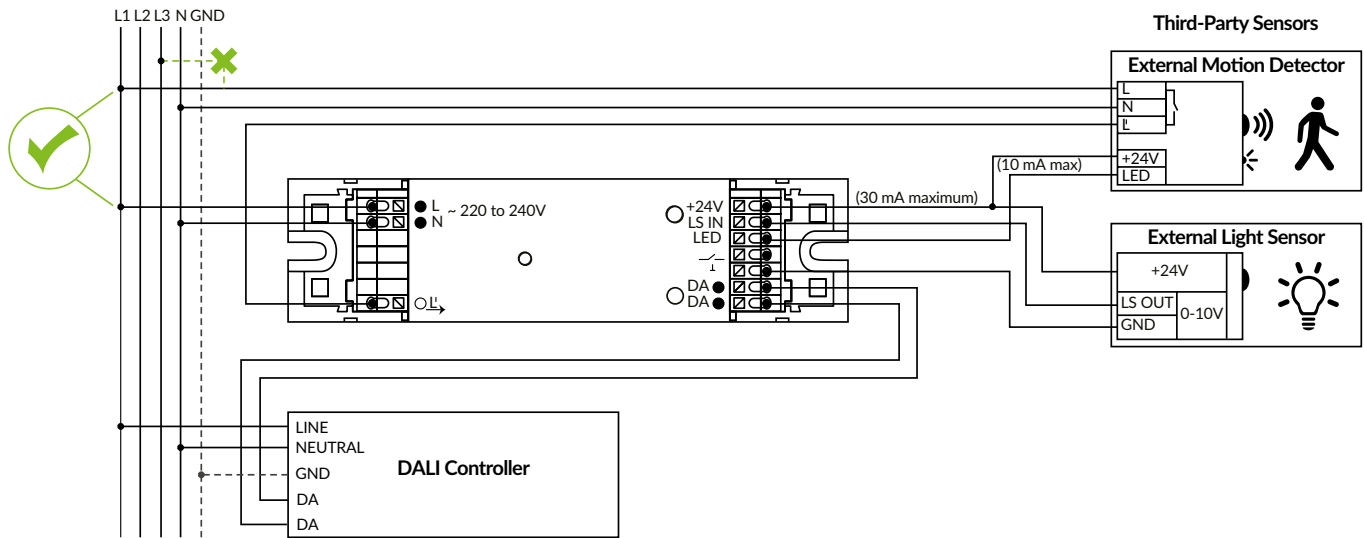 L1 L2 L3 N GND
Third-Party Sensors
External Motion Detector
L
N
L'
+24V
LED
(10 mA max)
(30 mA maximum)
L
N
~ 220 to 240V
L'
+24V
LS IN
LED
DA
DA
External Light Sensor
+24V
LS OUT
GND
0-10V
LINE
NEUTRAL
GND
DA
DA
DALI Controller